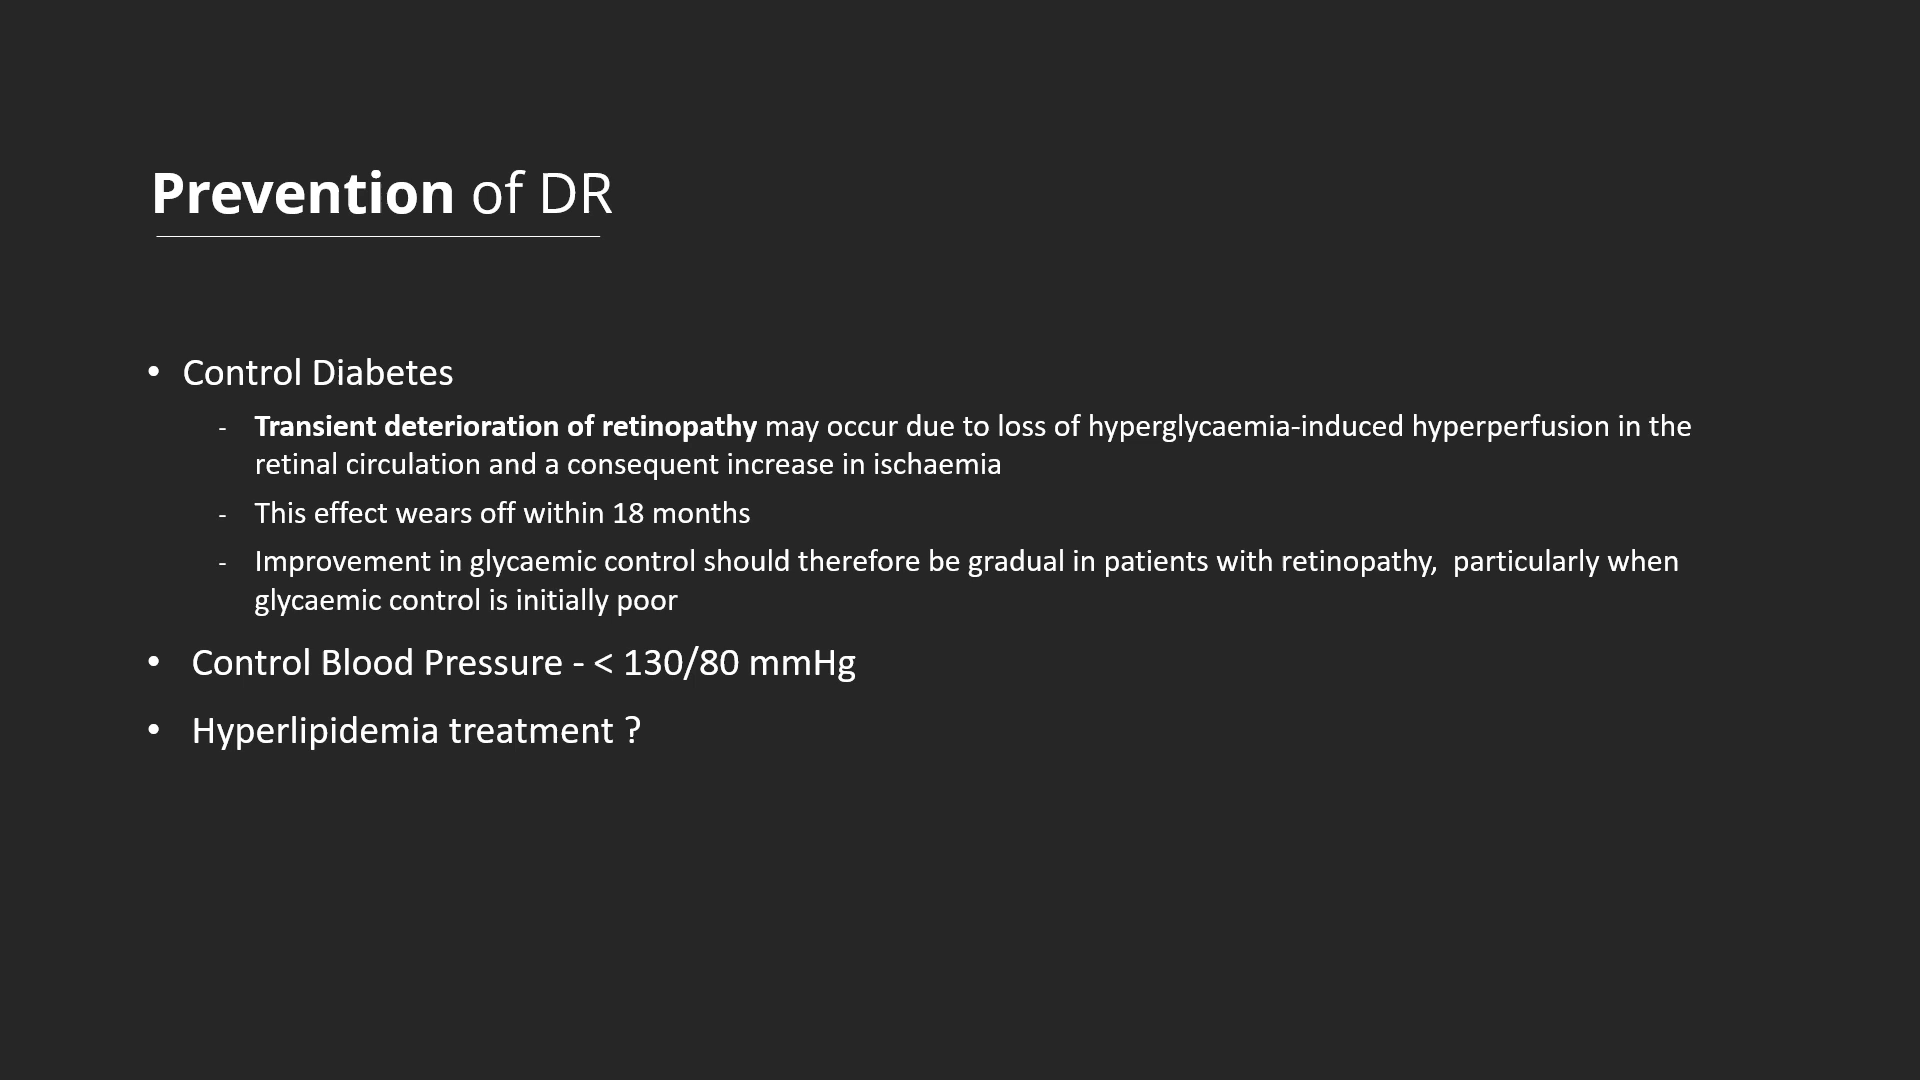 Prevention of DR
• Control Diabetes
- Transient deterioration of retinopathy may occur due to loss of hyperglycaemia-induced hyperperfusion in the
retinal circulation and a consequent increase in ischaemia
- This effect wears off within 18 months
- Improvement in glycaemic control should therefore be gradual in patients with retinopathy,  particularly when
glycaemic control is initially poor
• Control Blood Pressure - < 130/80 mmHg
• Hyperlipidemia treatment ?